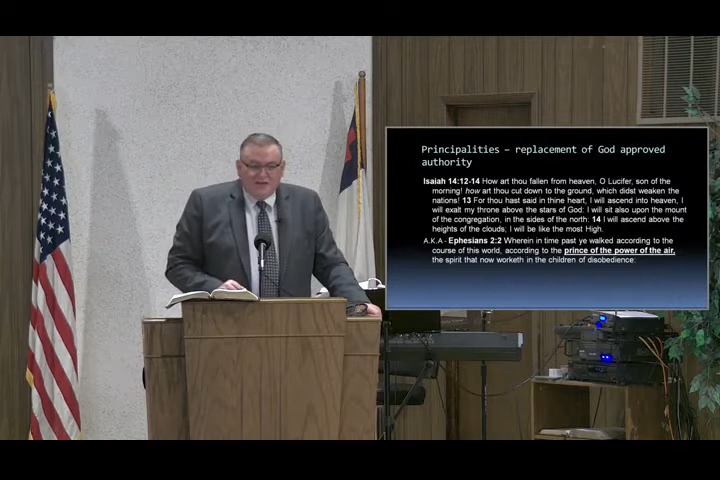 Principalities – replacement of God approved
authority
Isaiah 14:12-14 How art thou fallen from heaven, O Lucifer, son of the
morning! how art thou cut down to the ground, which didst weaken the
nations! 13 For thou hast said in thine heart, I will ascend into heaven, I
will exalt my throne above the stars of God: I will sit also upon the mount
of the congregation, in the sides of the north: 14 I will ascend above the
heights of the clouds; I will be like the most High.
A.K.A - Ephesians 2:2 Wherein in time past ye walked according to the
course of this world, according to the prince of the power of the air,
the spirit that now worketh in the children of disobedience: